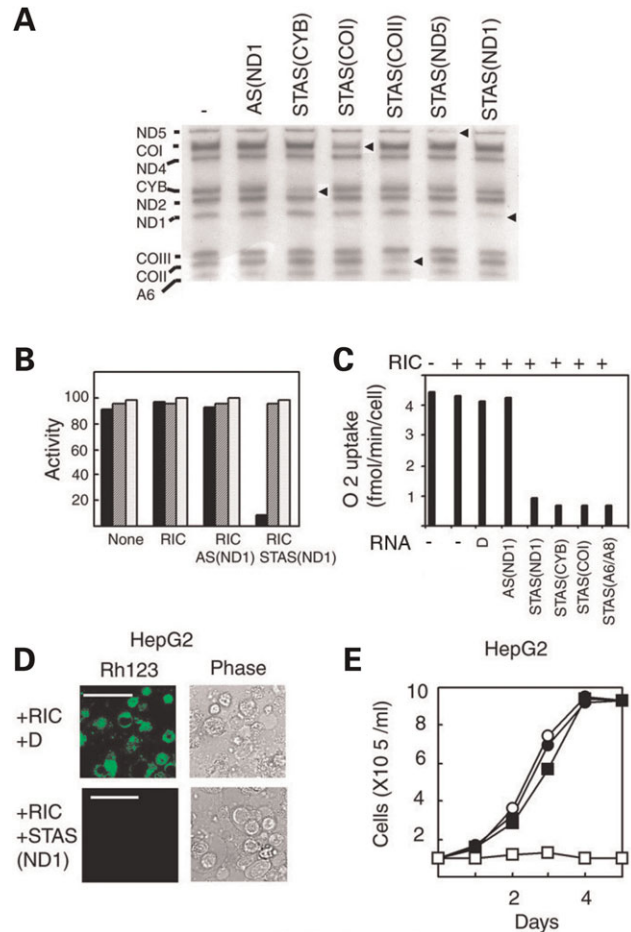 A
-
AS(ND1
STAS(CYB)
STAS(COI)
STAS(COII)
STAS(ND5)
STAS(ND1)
ND5
COI
ND4
CYB
ND2
ND1
COIII
COII
A6
B
Activity
100
80
60
40
20
None
RIC
RIC
AS(ND1)
RIC
STAS(ND1)
C
RIC - + + + + + + +
O 2 uptake
(fmol/min/cell)
4
3
2
1
RNA
-
-
D
AS(ND1)
STAS(ND1)
STAS(CYB)
STAS(COI)
STAS(A6/A8)
D
HepG2
Rh123
Phase
+RIC
+D
+RIC
+STAS
(ND1)
E
HepG2
Cells (X10 5 /ml)
10
8
6
4
2
2
4
Days